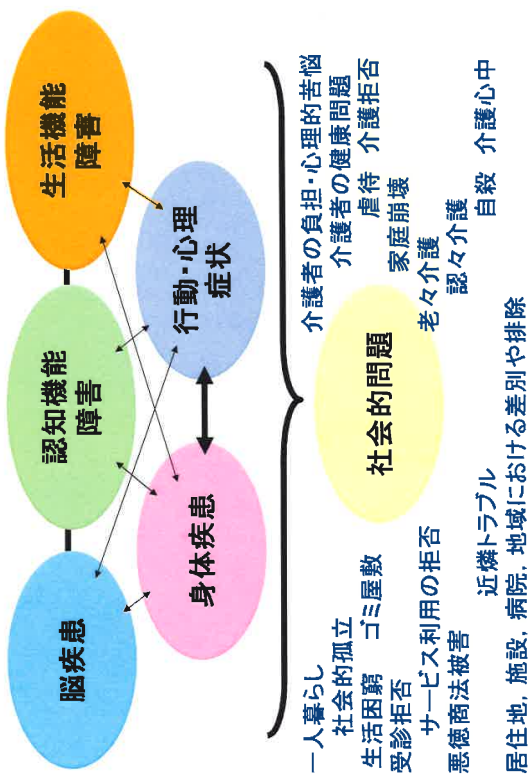 脳疾患
認知機能
障害
生活機能
障害
身体疾患
行動・心理
症状
社会的問題
一人暮らし
社会的孤立
生活困窮 ゴミ屋敷
受診拒否
サービス利用の拒否
悪徳商法被害
近燐トラブル
居住地，施設，病院，地域における差別や排除
介護者の負担・心理的苦悩
介護者の健康問題
虐待 介護拒否
家庭崩壊
老々介護
認々介護
自殺 介護心中